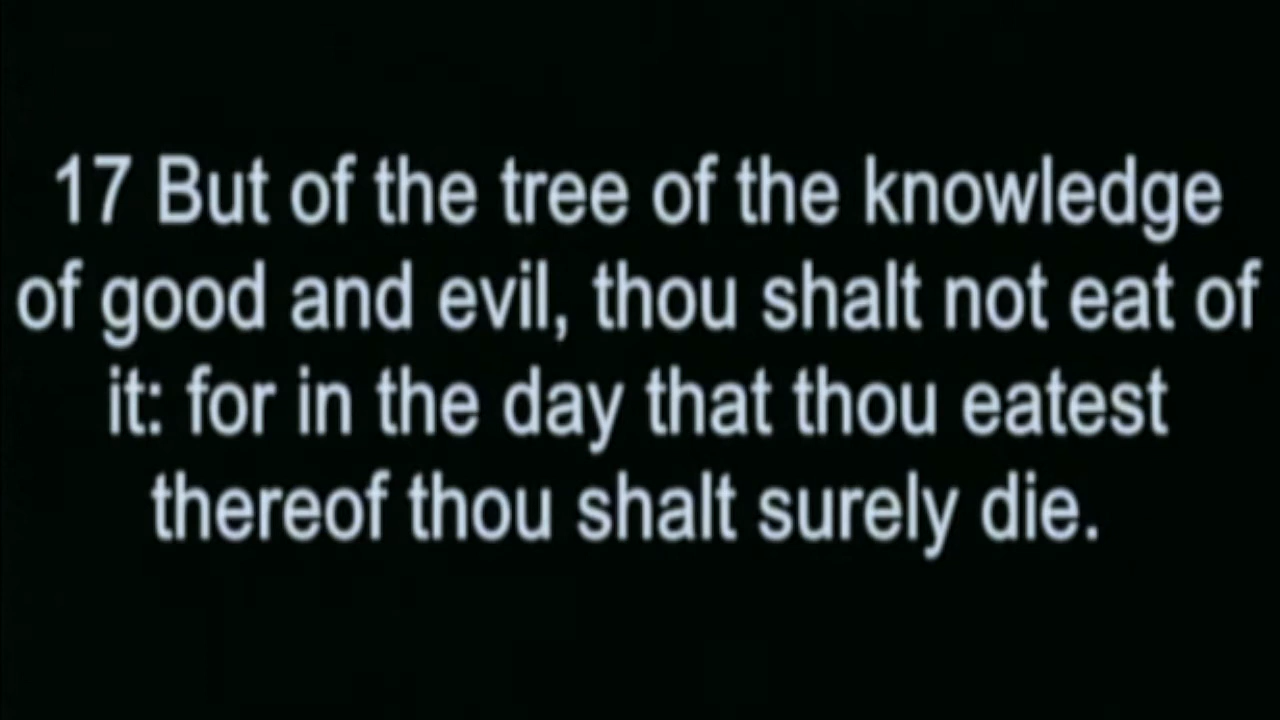 17 But of the tree of the knowledge
of good and evil, thou shalt not eat of
it: for in the day that thou eatest
thereof thou shalt surely die.